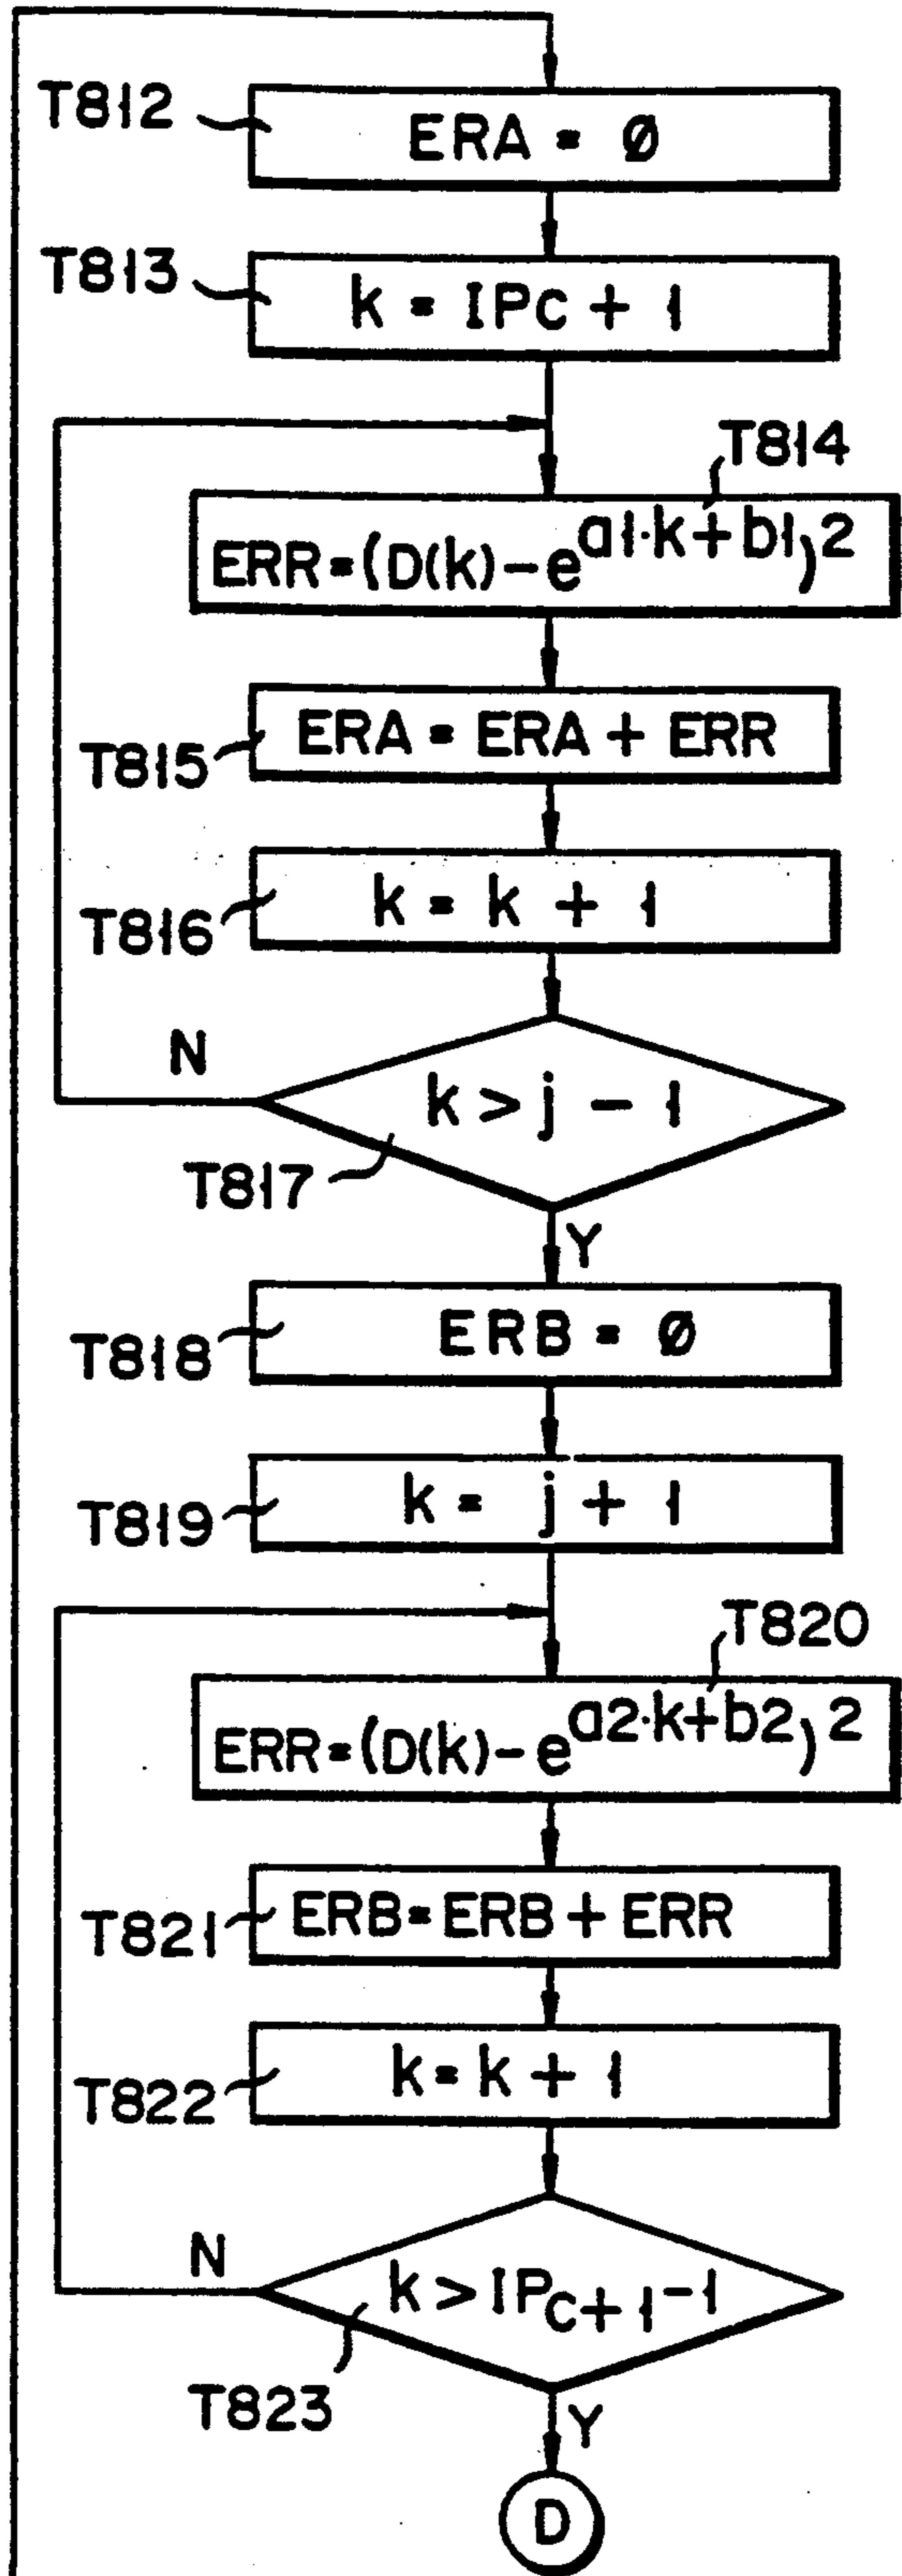 T812
ERA = Ø
T813
k = IPC + 1
T814
ERR=(D(k)-e^a1·k+b1)^2
T815
ERA = ERA + ERR
T816
k = k + 1
N
k > j - 1
T817
Y
T818
ERB = Ø
T819
k = j + 1
T820
ERR=(D(k)-e^a2·k+b2)^2
T821
ERB=ERB+ERR
T822
k=k+1
N
k>IP_C+1-1
T823
Y
D